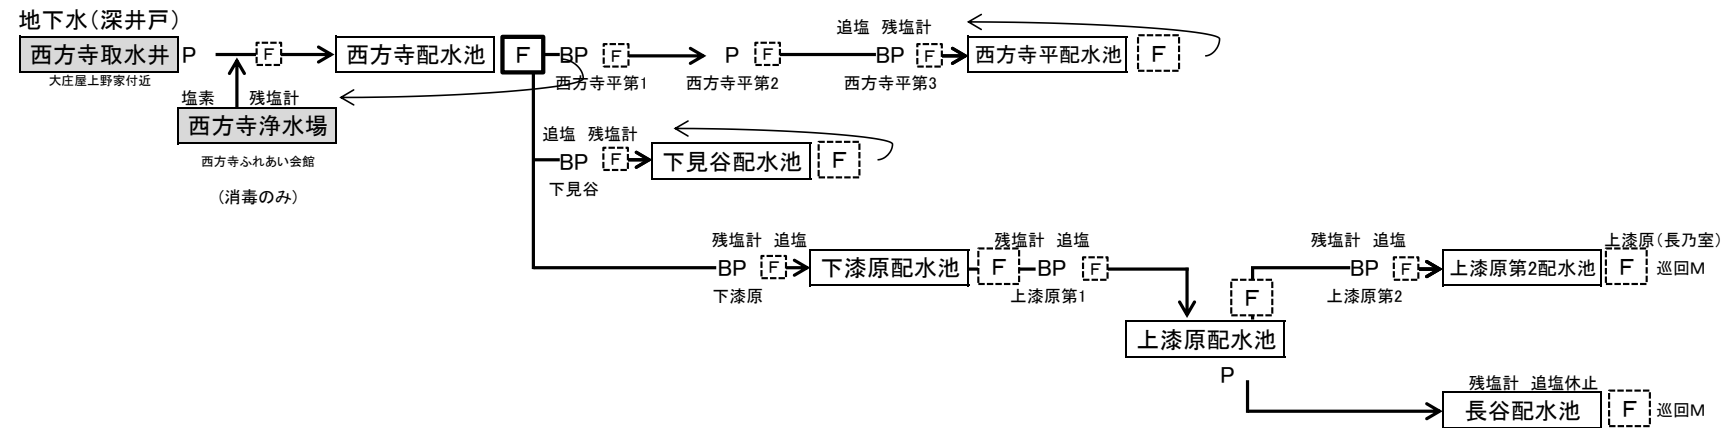 地下水(深井戸)
西方寺取水井 P F 西方寺配水池 F BP F P F BP F 西方寺平配水池 F
追塩 残塩計
大庄屋上野家付近
西方寺平第1 西方寺平第2 西方寺平第3
塩素 残塩計
西方寺浄水場
西方寺ふれあい会館
(消毒のみ)
追塩 残塩計
BP F 下見谷配水池 F
下見谷
残塩計 追塩 残塩計 追塩 残塩計 追塩 上漆原(長乃室)
BP F 下漆原配水池 F BP F BP F 上漆原第2配水池 F 巡回M
下漆原 上漆原第1 F 上漆原第2
上漆原配水池
P
残塩計 追塩休止
長谷配水池 F 巡回M